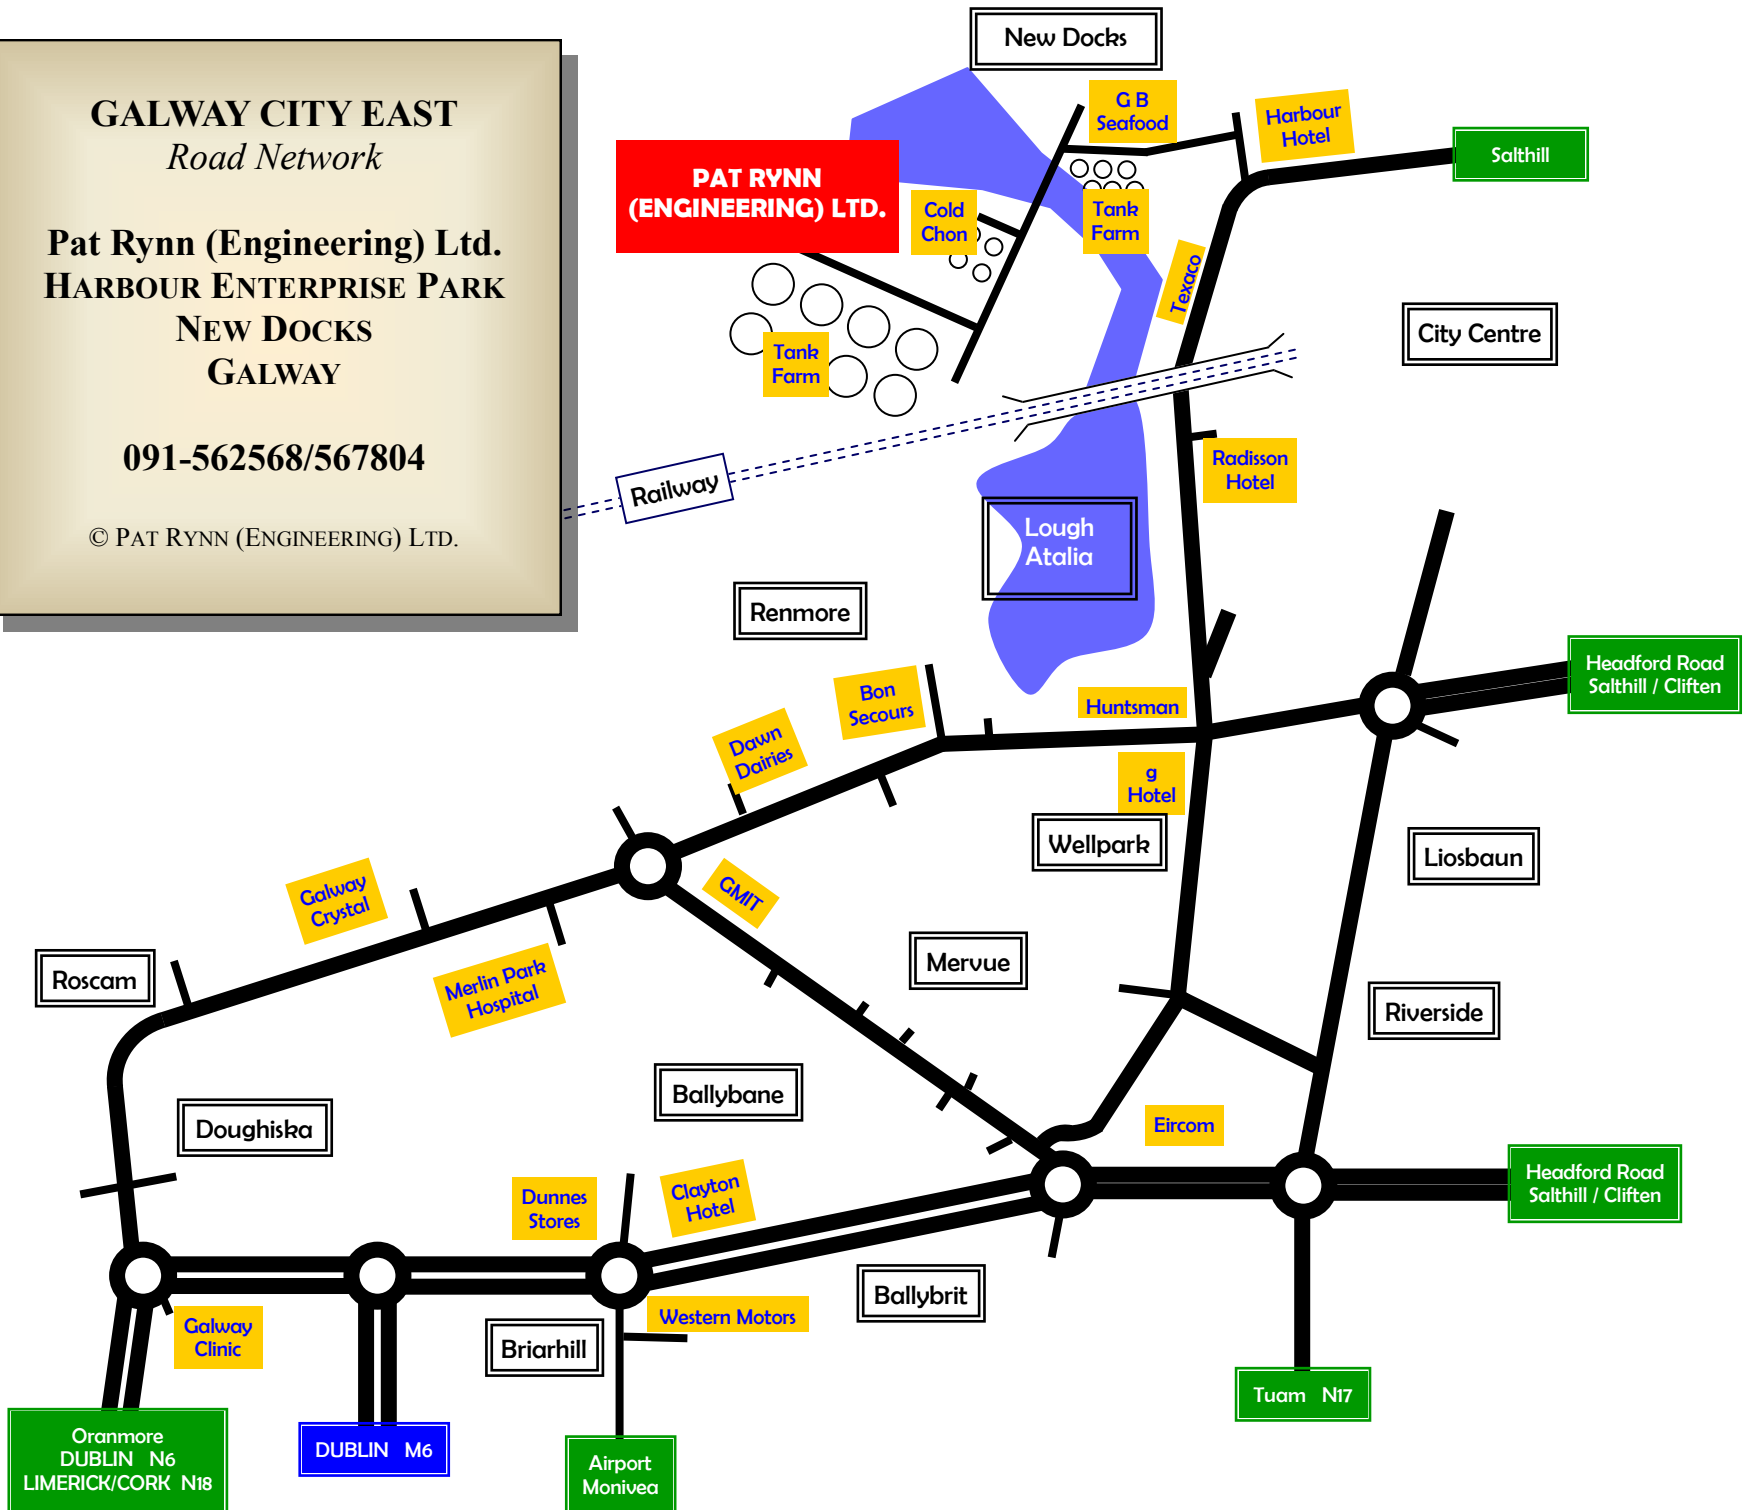 GALWAY CITY EAST
Road Network
Pat Rynn (Engineering) Ltd.
HARBOUR ENTERPRISE PARK
NEW DOCKS
GALWAY
091-562568/567804
© PAT RYNN (ENGINEERING) LTD.
New Docks
G B
Seafood
Harbour
Hotel
Salthill
PAT RYNN
(ENGINEERING) LTD.
Cold
Chon
Tank
Farm
Texaco
City Centre
Tank
Farm
Railway
Radisson
Hotel
Lough
Atalia
Renmore
Headford Road
Salthill / Cliften
Bon
Secours
Huntsman
Dawn
Dairies
g
Hotel
Wellpark
Liosbaun
Galway
Crystal
GMIT
Mervue
Roscam
Merlin Park
Hospital
Riverside
Ballybane
Doughiska
Eircom
Dunnes
Stores
Clayton
Hotel
Headford Road
Salthill / Cliften
Ballybrit
Galway
Clinic
Western Motors
Briarhill
Tuam N17
Oranmore
DUBLIN N6
LIMERICK/CORK N18
DUBLIN M6
Airport
Monivea